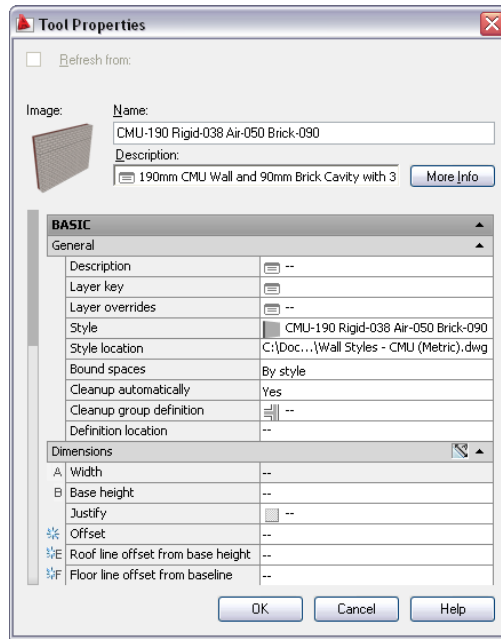 Tool Properties
Refresh from:
Image:
Name:
CMU-190 Rigid-038 Air-050 Brick-090
Description:
190mm CMU Wall and 90mm Brick Cavity with 3
More Info
BASIC
General
Description --
Layer key
Layer overrides --
Style CMU-190 Rigid-038 Air-050 Brick-090
Style location C:\Doc...\Wall Styles - CMU (Metric).dwg
Bound spaces By style
Cleanup automatically Yes
Cleanup group definition --
Definition location --
Dimensions
A Width --
B Base height --
Justify --
Offset --
E Roof line offset from base height --
F Floor line offset from baseline --
OK Cancel Help